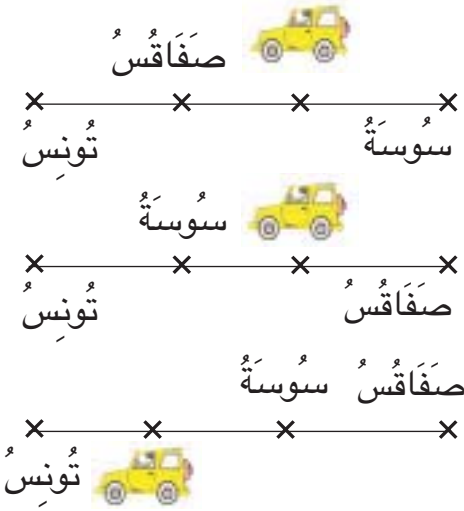 صَفَاقُسُ
سُوسَةُ تُونِسُ
سُوسَةُ
صَفَاقُسُ تُونِسُ
صَفَاقُسُ سُوسَةُ
تُونِسُ